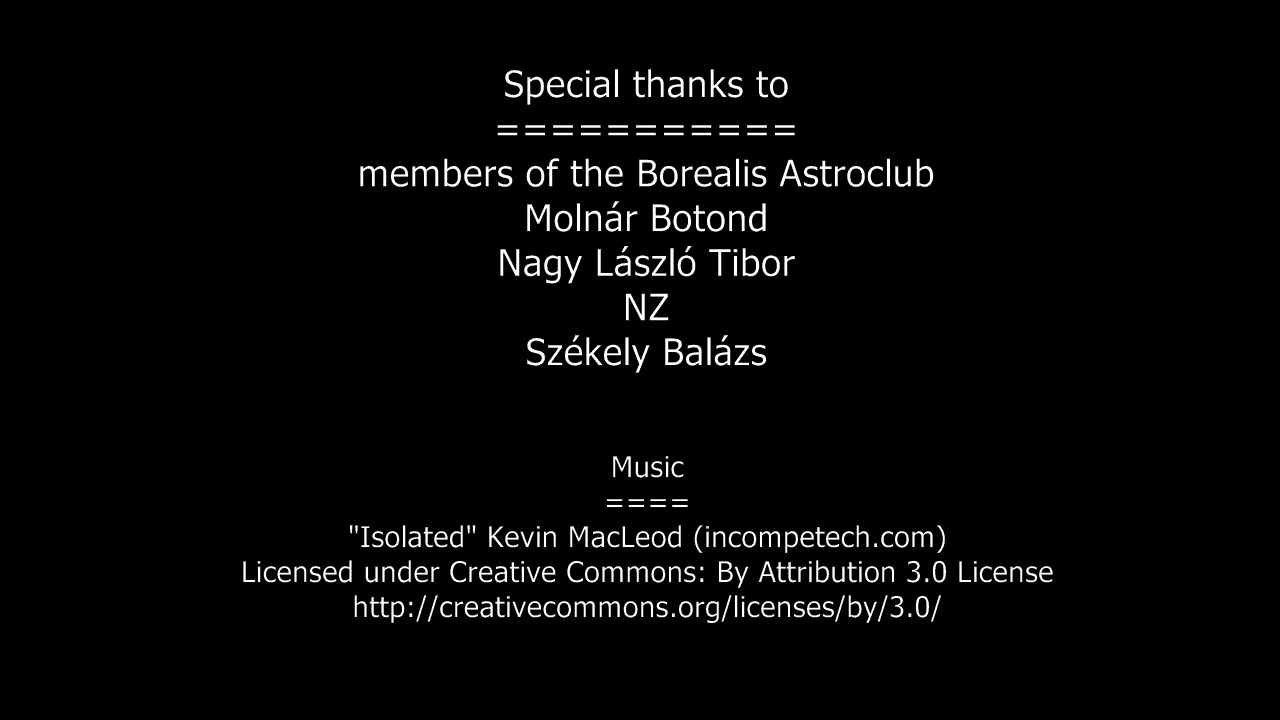 Special thanks to
===========
members of the Borealis Astroclub
Molnár Botond
Nagy László Tibor
NZ
Székely Balázs
Music
====
"Isolated" Kevin MacLeod (incompetech.com)
Licensed under Creative Commons: By Attribution 3.0 License
http://creativecommons.org/licenses/by/3.0/